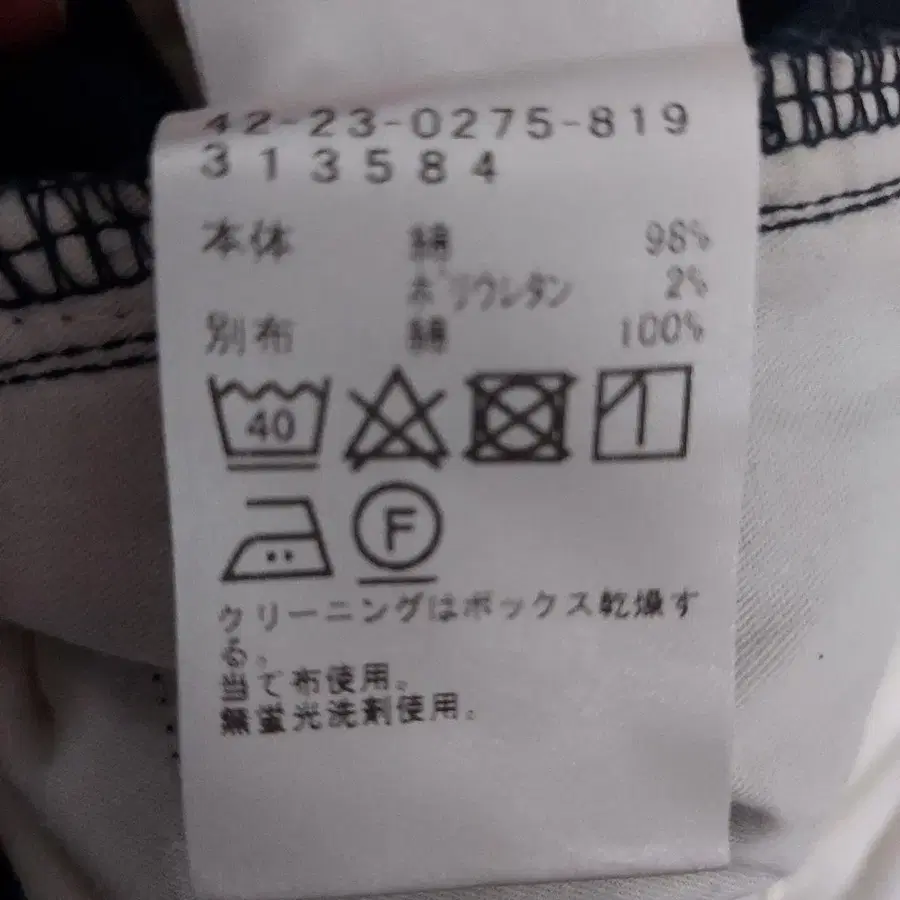 42-23-0275-819
313584
本体 綿 98%
ポリウレタン 2%
別布 綿 100%
40
F
クリーニングはボックス乾燥す
る。
当て布使用。
無蛍光洗剤使用。